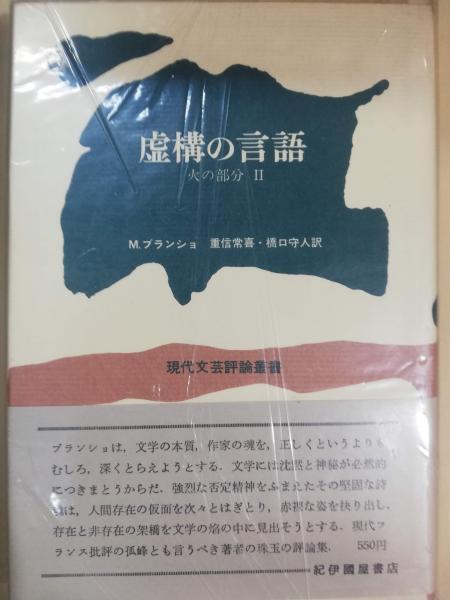 虚構の言語
火の部分 II
M.ブランショ 重信常喜・橋口守人訳
現代文芸評論叢書
ブランショは，文学の本質，作家の魂を，正しくというよりも
むしろ，深くとらえようとする．文学には沈黙と神秘が必然的
につきまとうからだ．強烈な否定精神をふまえたその堅固な詩
は，人間存在の仮面を次々とはぎとり，赤裸な姿を抉り出し，
存在と非存在の架橋を文学の焔の中に見出そうとする．現代フ
ランス批評の孤峰とも言うべき著者の珠玉の評論集． 550円
紀伊國屋書店